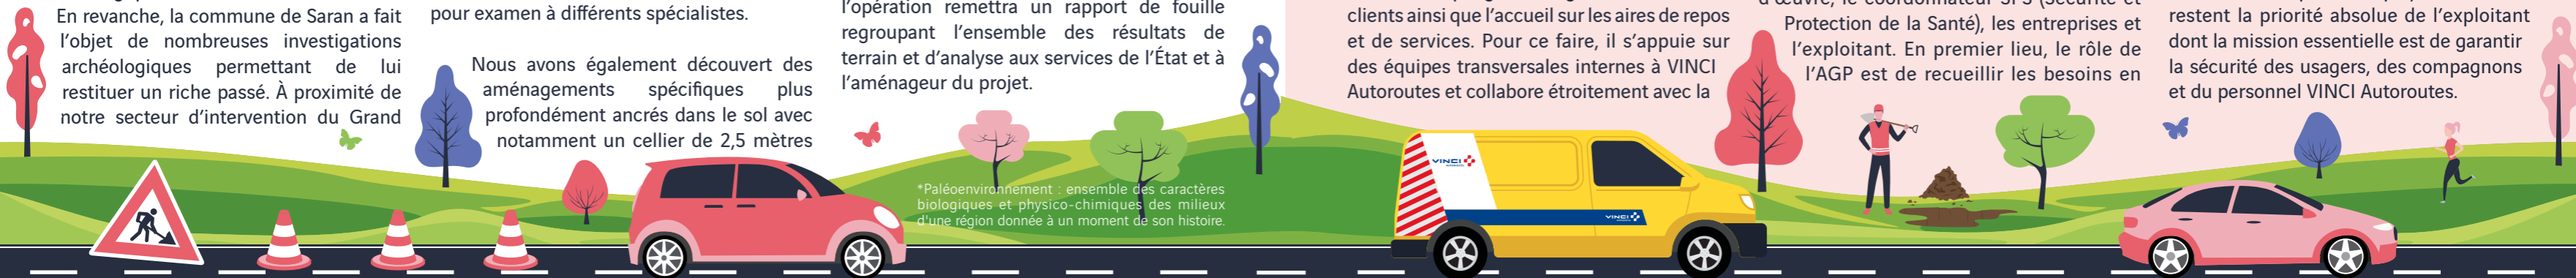 En revanche, la commune de Saran a fait
l'objet de nombreuses investigations
archéologiques permettant de lui
restituer un riche passé. À proximité de
notre secteur d'intervention du Grand
pour examen à différents spécialistes.
Nous avons également découvert des
aménagements spécifiques plus
profondément ancrés dans le sol avec
notamment un cellier de 2,5 mètres
l'opération remettra un rapport de fouille
regroupant l'ensemble des résultats de
terrain et d'analyse aux services de l'État et à
l'aménageur du projet.
*Paléoenvironnement : ensemble des caractères
biologiques et physico-chimiques des milieux
d'une région donnée à un moment de son histoire.
clients ainsi que l'accueil sur les aires de repos
et de services. Pour ce faire, il s'appuie sur
des équipes transversales internes à VINCI
Autoroutes et collabore étroitement avec la
VINCI
VINCI
d'œuvre, le coordonnateur SPS (Sécurité et
Protection de la Santé), les entreprises et
l'exploitant. En premier lieu, le rôle de
l'AGP est de recueillir les besoins en
restent la priorité absolue de l'exploitant
dont la mission essentielle est de garantir
la sécurité des usagers, des compagnons
et du personnel VINCI Autoroutes.